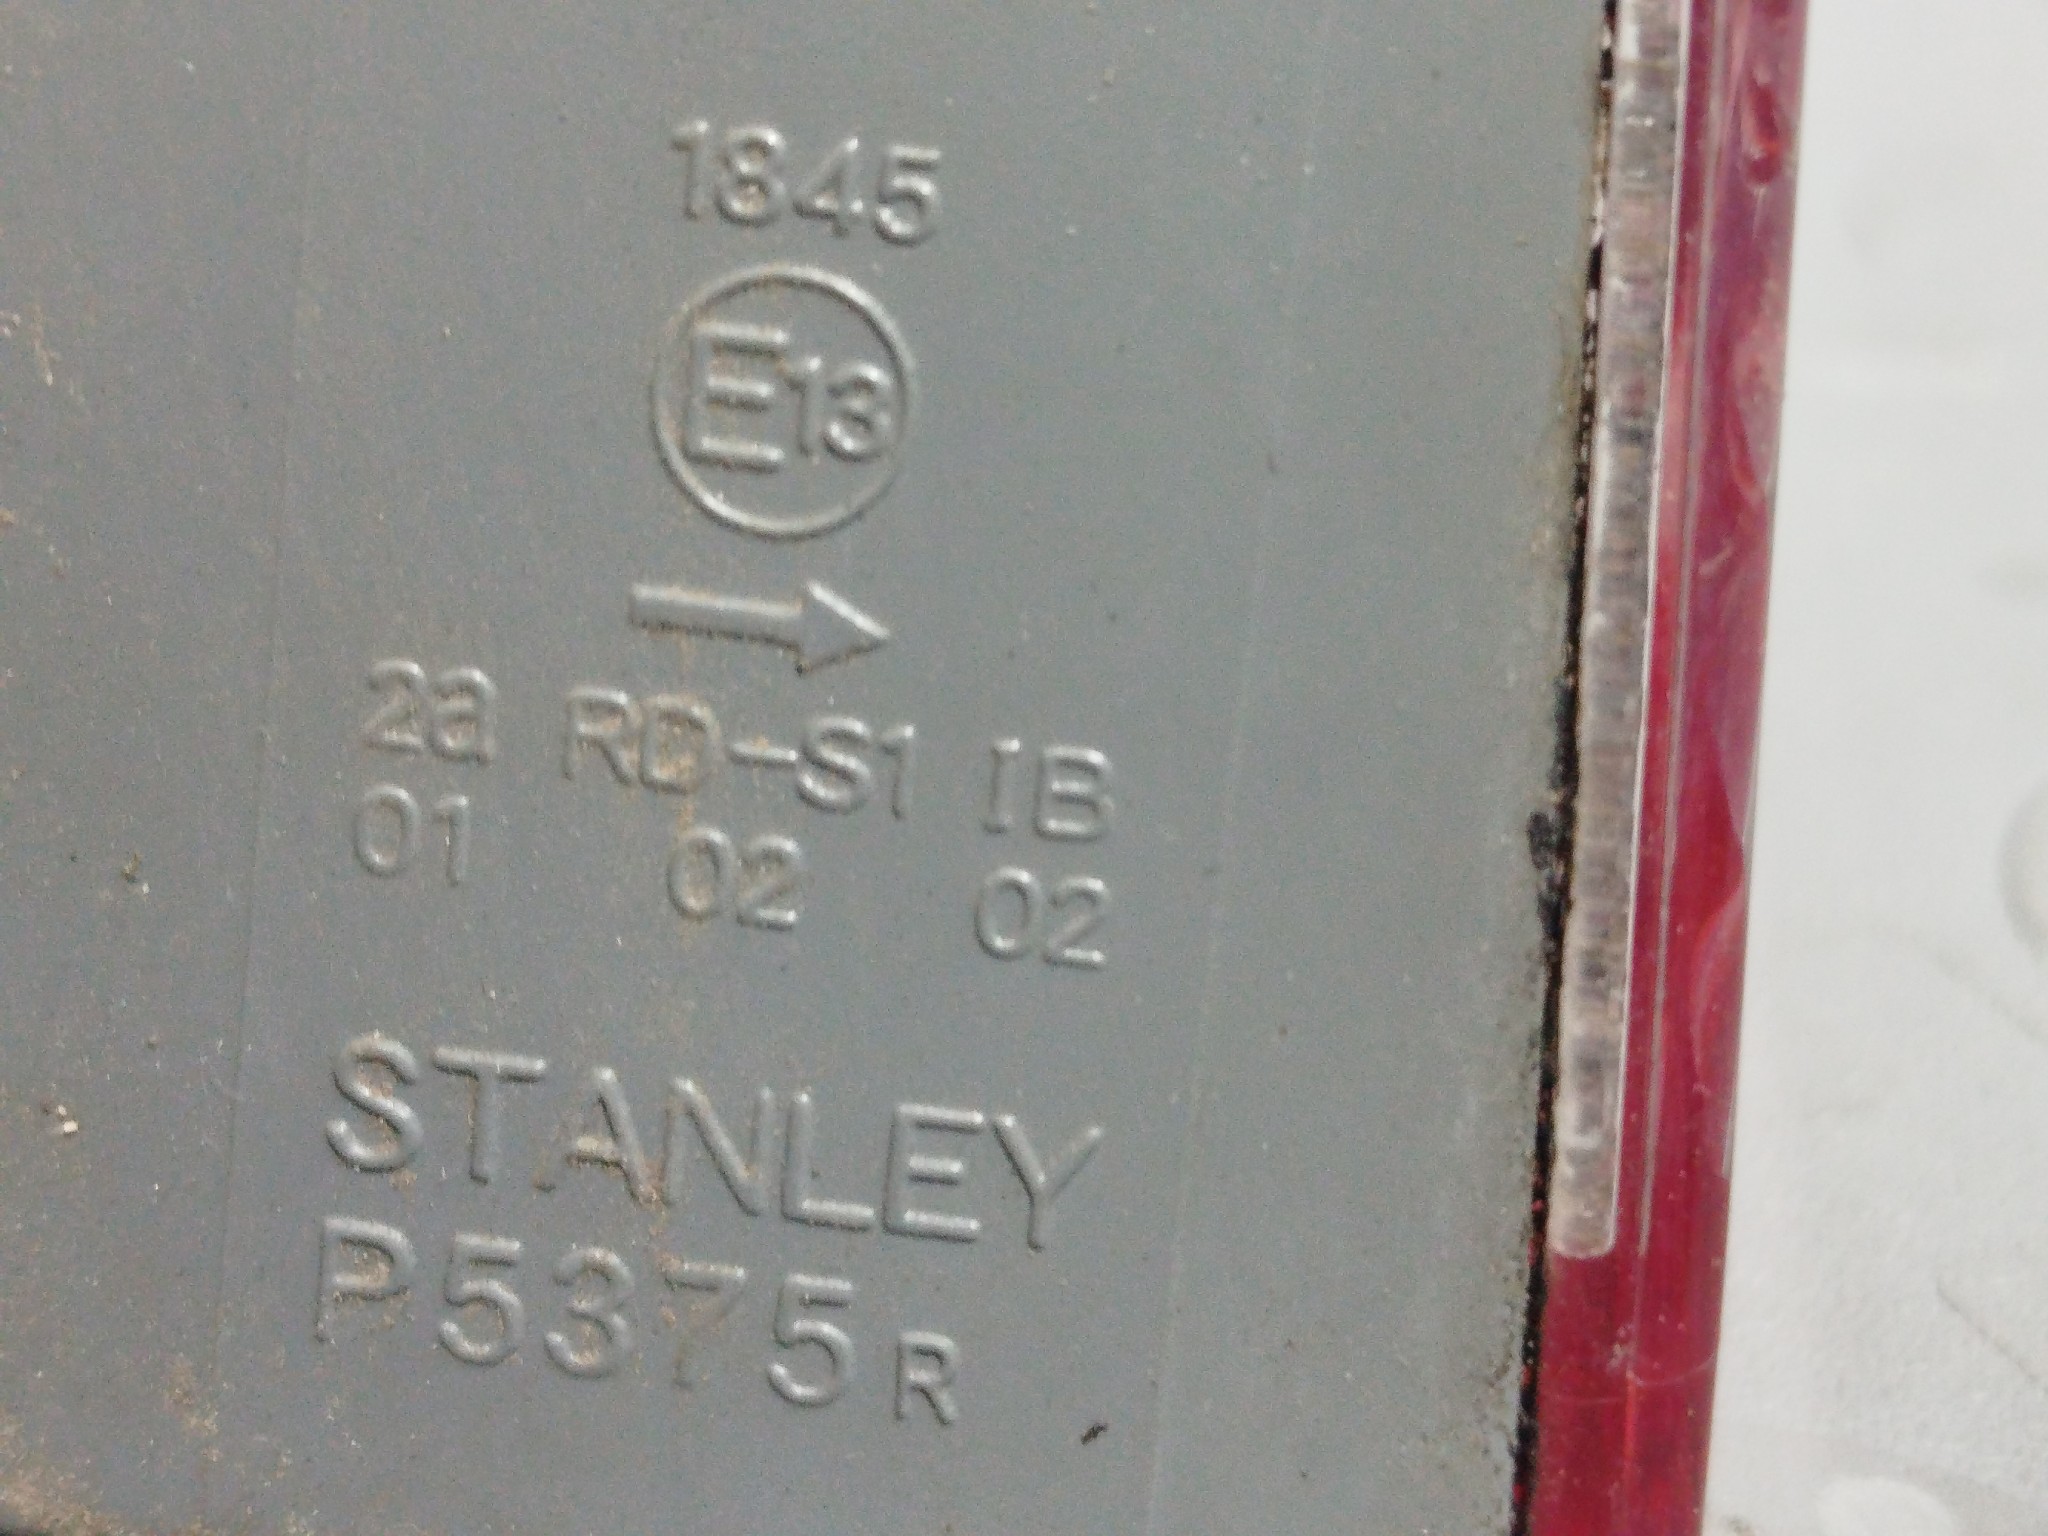 1845
E13
2a RD-S1 IB
01 02 02
STANLEY
P5375R